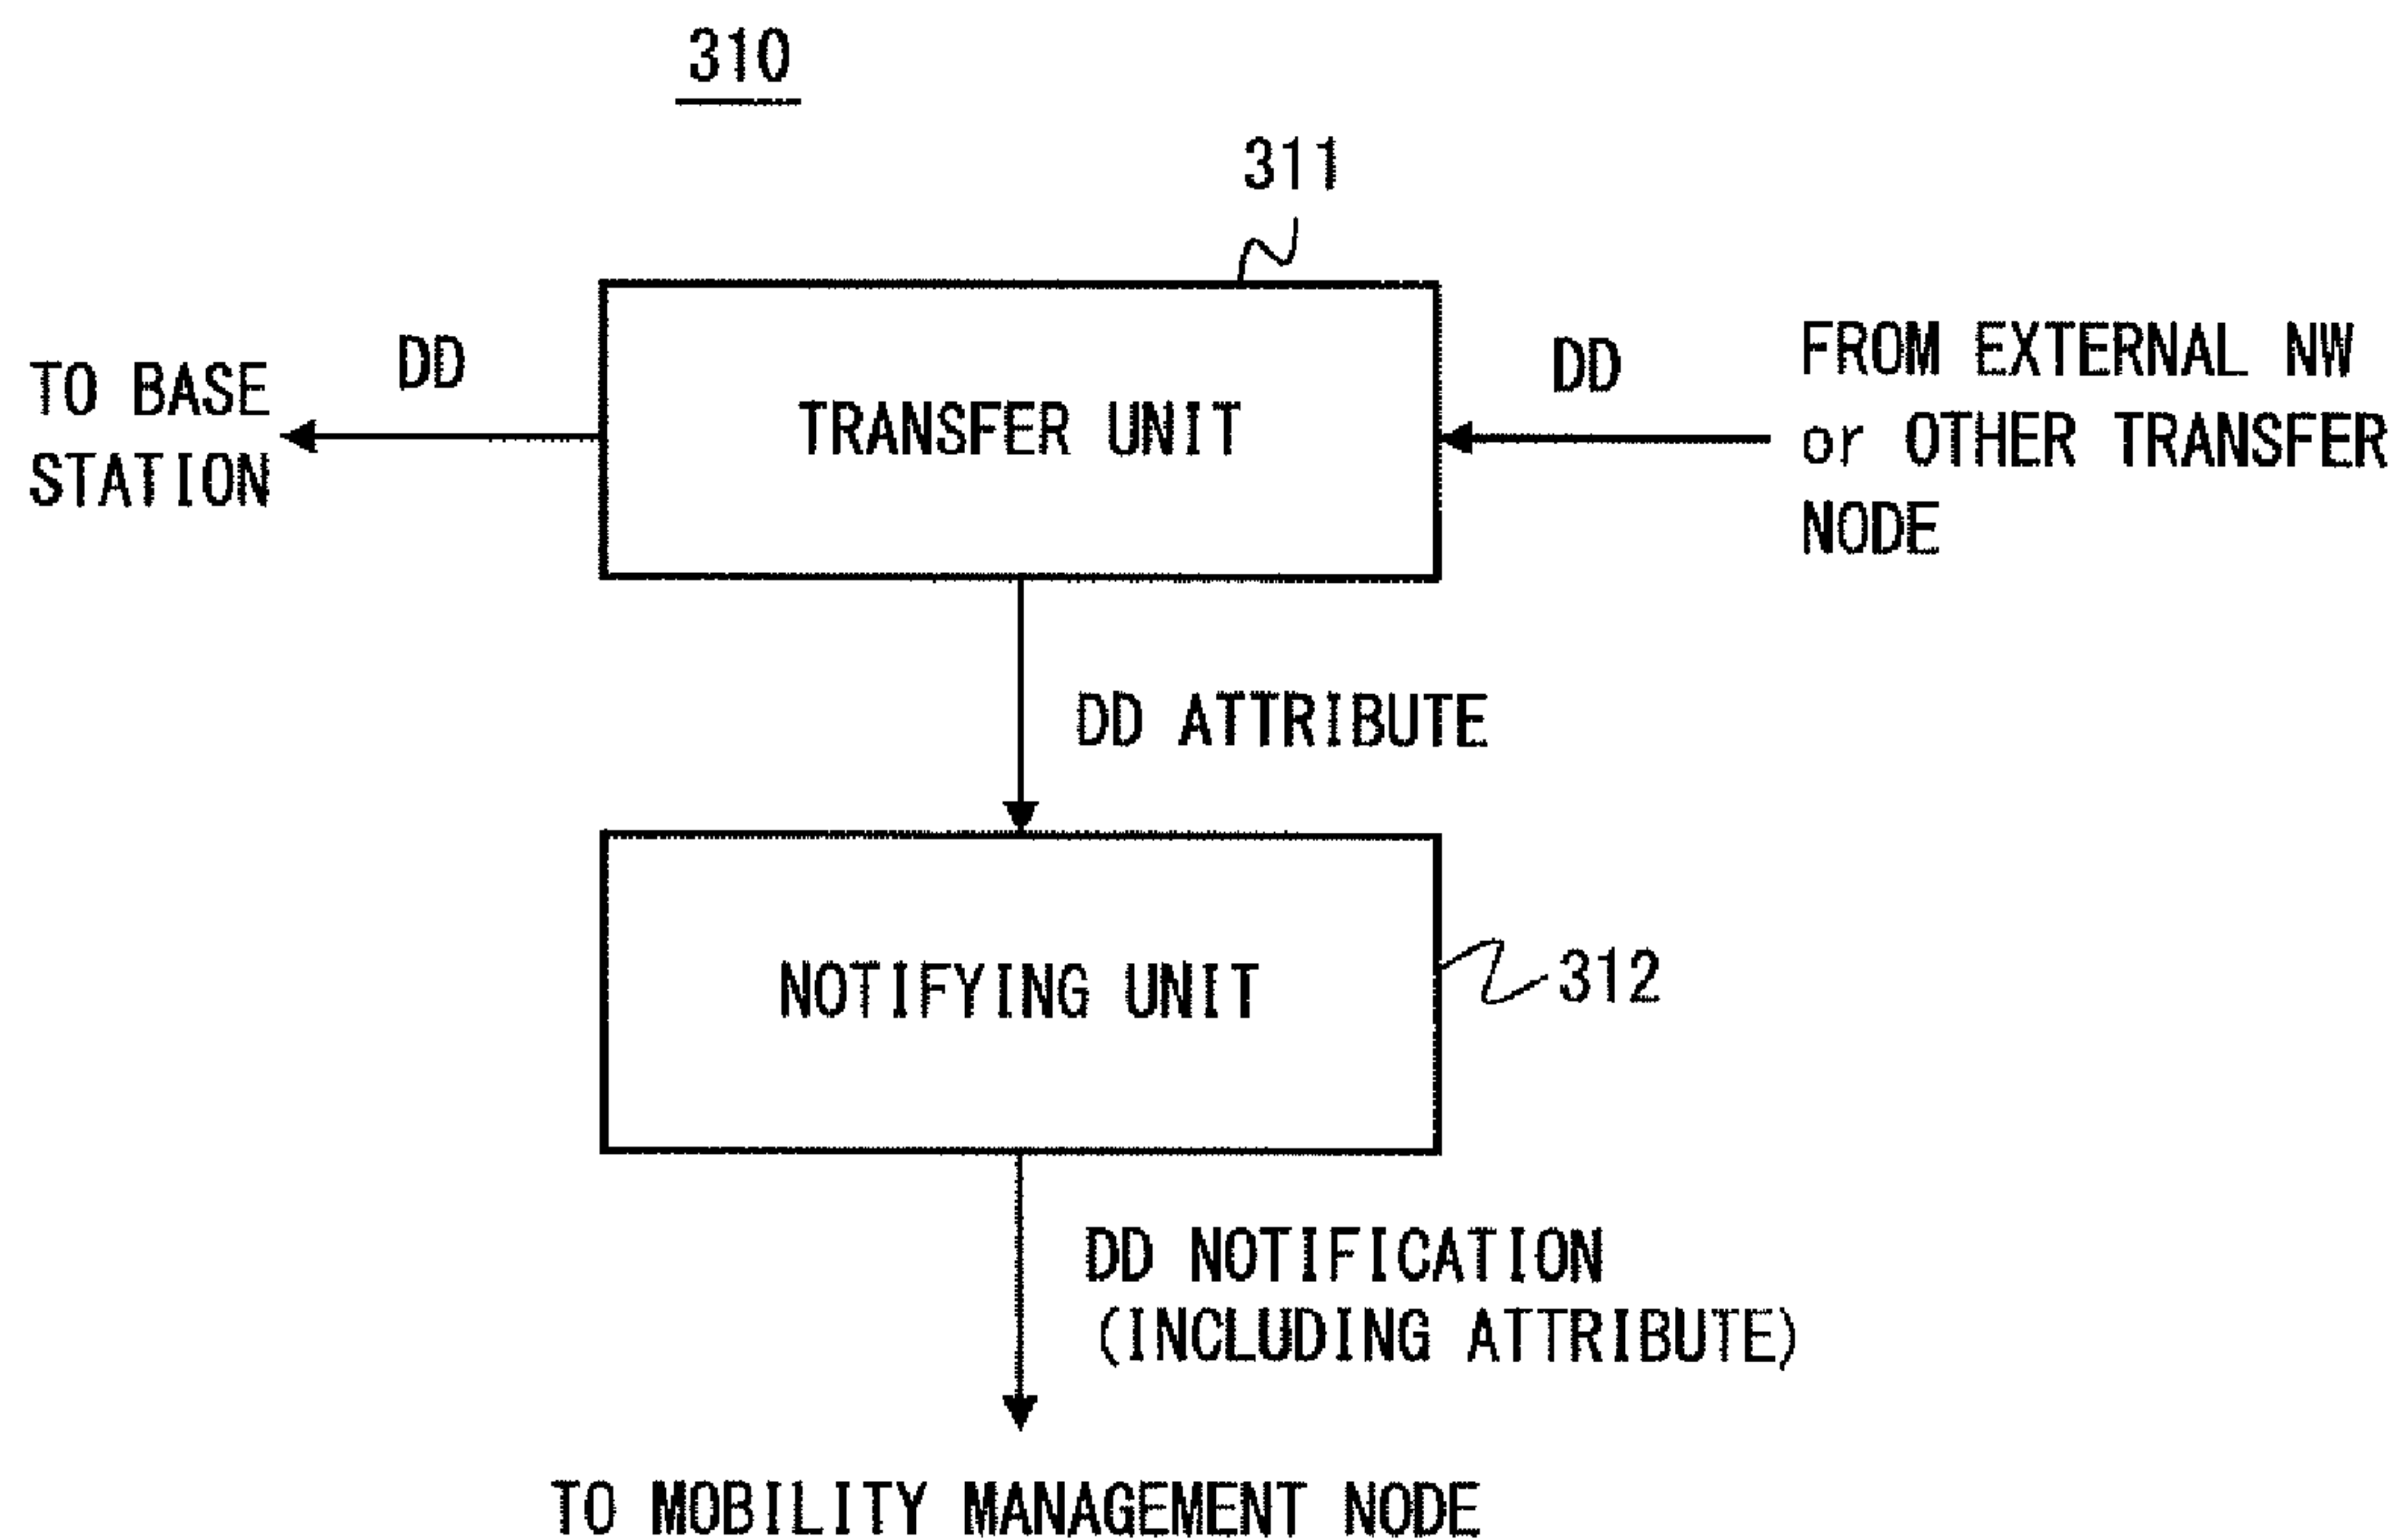 310
311
TO BASE
STATION
DD
TRANSFER UNIT
DD
FROM EXTERNAL NW
or OTHER TRANSFER
NODE
DD ATTRIBUTE
NOTIFYING UNIT
312
DD NOTIFICATION
(INCLUDING ATTRIBUTE)
TO MOBILITY MANAGEMENT NODE